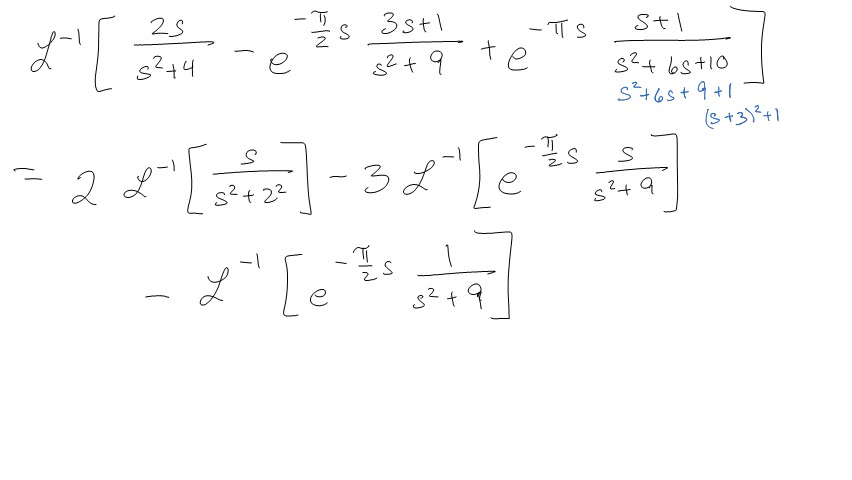 ℒ⁻¹ [ 2s/(s²+4) − e^(−π/2 s) (3s+1)/(s²+9) + e^(−πs) (s+1)/(s²+6s+10) ]
s²+6s+9+1
(s+3)²+1
= 2 ℒ⁻¹ [ s/(s²+2²) ] − 3 ℒ⁻¹ [ e^(−π/2 s) s/(s²+9) ]
− ℒ⁻¹ [ e^(−π/2 s) 1/(s²+9) ]